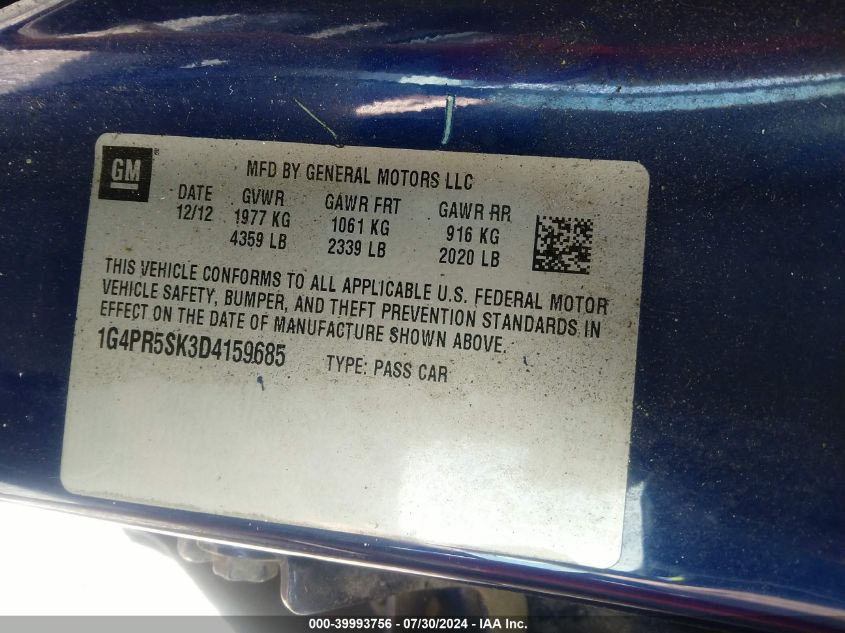 GM ®
MFD BY GENERAL MOTORS LLC
DATE GVWR GAWR FRT GAWR RR
12/12 1977 KG 1061 KG 916 KG
4359 LB 2339 LB 2020 LB
THIS VEHICLE CONFORMS TO ALL APPLICABLE U.S. FEDERAL MOTOR
VEHICLE SAFETY, BUMPER, AND THEFT PREVENTION STANDARDS IN
EFFECT ON THE DATE OF MANUFACTURE SHOWN ABOVE.
1G4PR5SK3D4159685 TYPE: PASS CAR
000-39993756 - 07/30/2024 - IAA Inc.